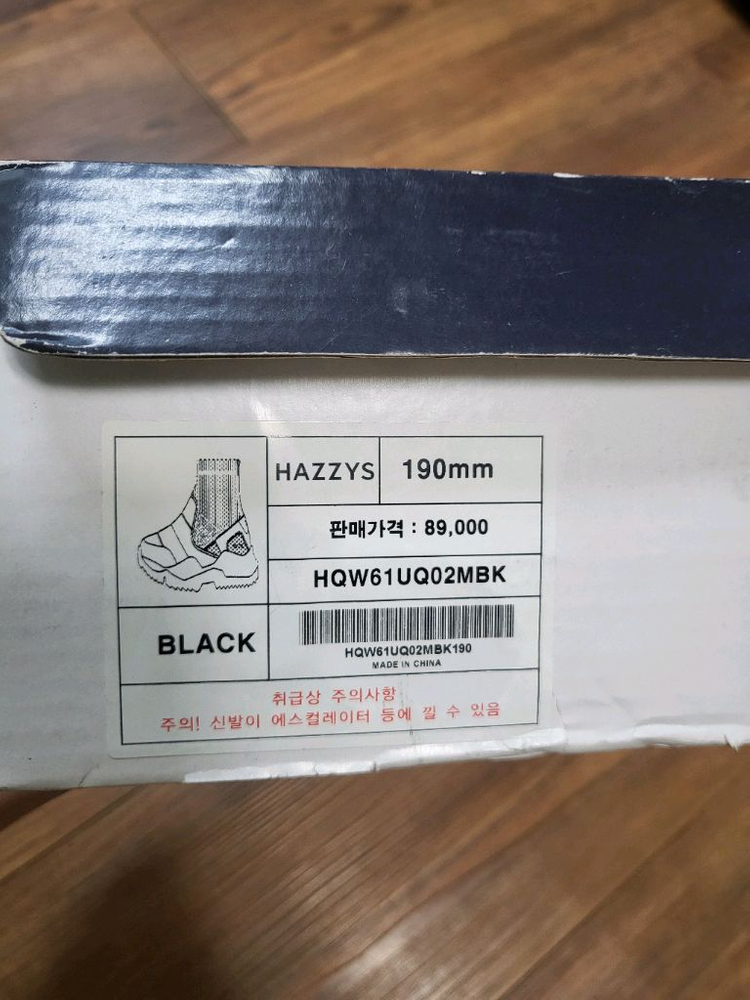 HAZZYS 190mm
판매가격 : 89,000
HQW61UQ02MBK
BLACK
HQW61UQ02MBK190
MADE IN CHINA
취급상 주의사항
주의! 신발이 에스컬레이터 등에 낄 수 있음